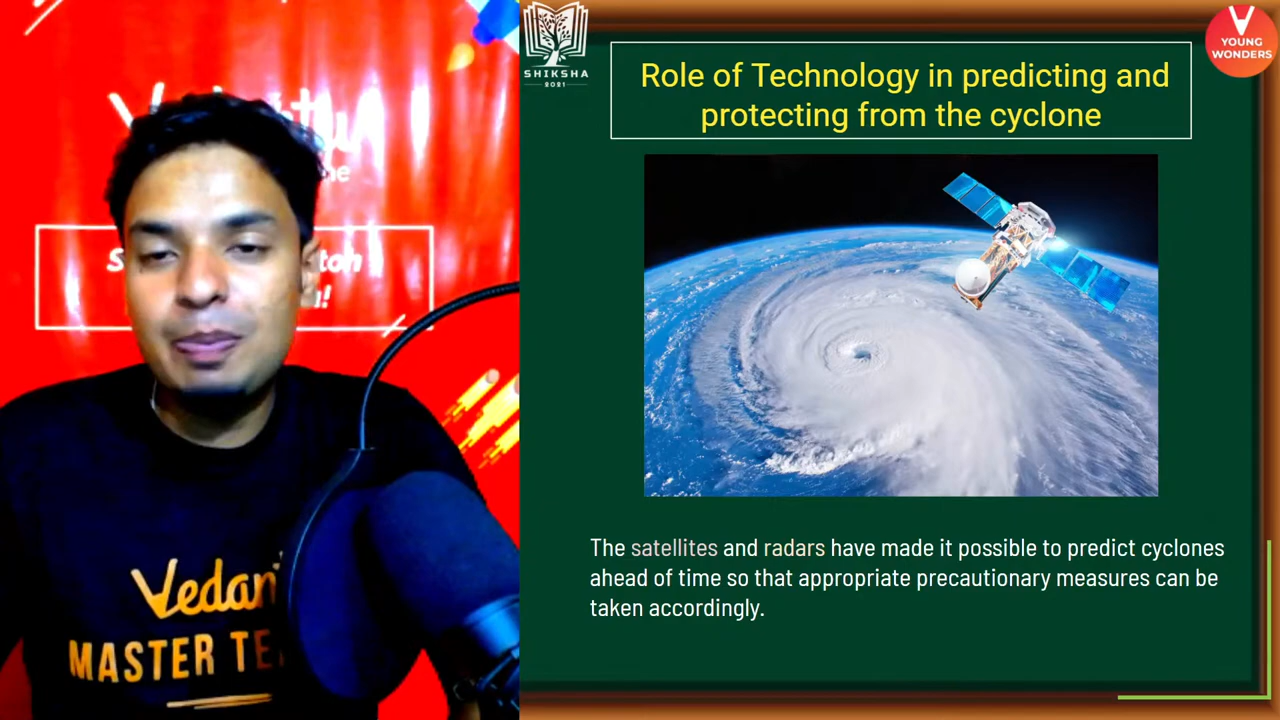 SHIKSHA
2021
Role of Technology in predicting and
protecting from the cyclone
YOUNG
WONDERS
The satellites and radars have made it possible to predict cyclones
ahead of time so that appropriate precautionary measures can be
taken accordingly.
MASTER